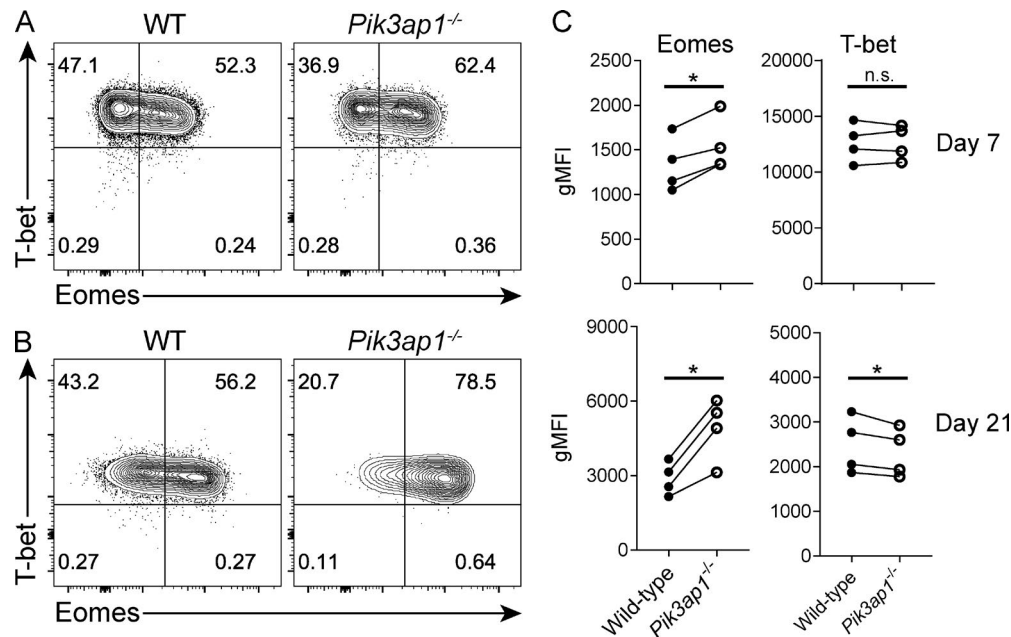 A
WT
Pik3ap1-/-
47.1
52.3
36.9
62.4
0.29
0.24
0.28
0.36
T-bet
Eomes
B
WT
Pik3ap1-/-
43.2
56.2
20.7
78.5
0.27
0.27
0.11
0.64
T-bet
Eomes
C
Eomes
T-bet
2500
2000
1500
1000
500
0
gMFI
*
20000
15000
10000
5000
0
n.s.
Day 7
9000
6000
3000
0
gMFI
*
5000
4000
3000
2000
1000
0
*
Day 21
Wild-type
Pik3ap1-/-
Wild-type
Pik3ap1-/-